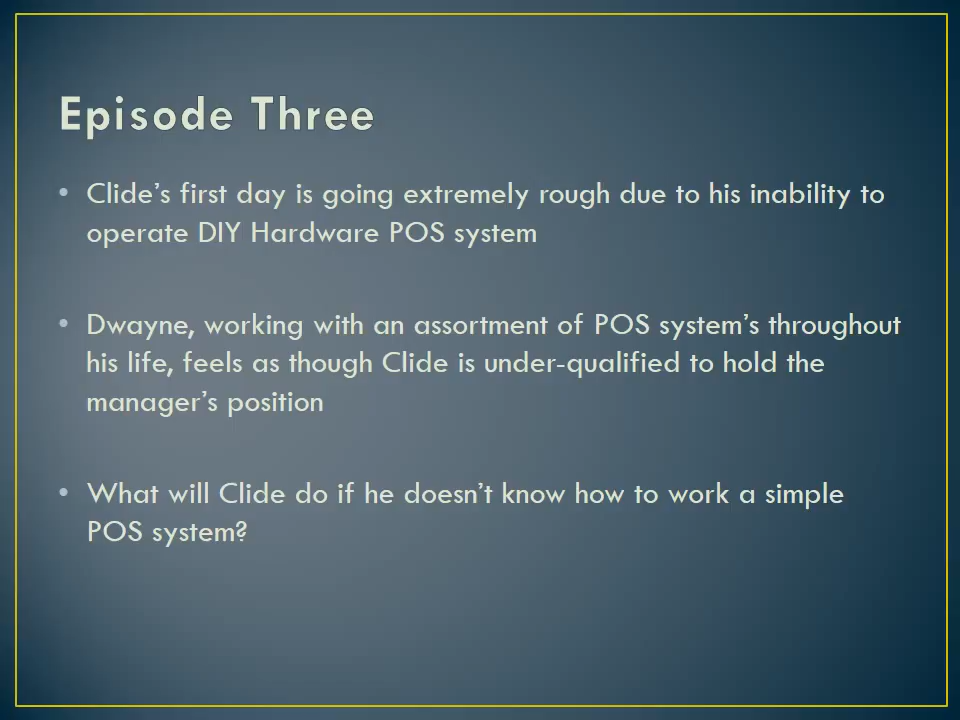 Episode Three
• Clide’s first day is going extremely rough due to his inability to
operate DIY Hardware POS system
• Dwayne, working with an assortment of POS system’s throughout
his life, feels as though Clide is under-qualified to hold the
manager’s position
• What will Clide do if he doesn’t know how to work a simple
POS system?